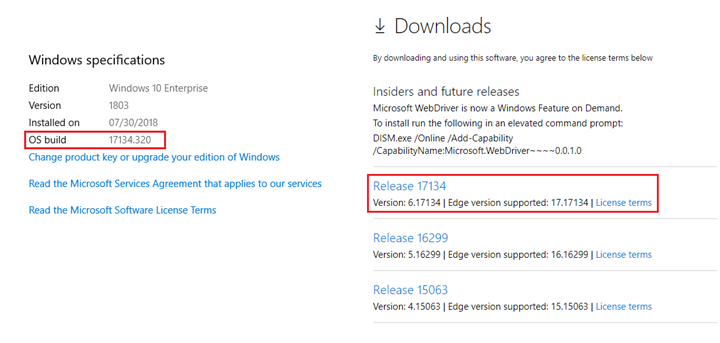 Windows specifications
Edition Windows 10 Enterprise
Version 1803
Installed on 07/30/2018
OS build 17134.320
Change product key or upgrade your edition of Windows
Read the Microsoft Services Agreement that applies to our services
Read the Microsoft Software License Terms
Downloads
By downloading and using this software, you agree to the license terms below
Insiders and future releases
Microsoft WebDriver is now a Windows Feature on Demand.
To install run the following in an elevated command prompt:
DISM.exe /Online /Add-Capability
/CapabilityName:Microsoft.WebDriver~~~~0.0.1.0
Release 17134
Version: 6.17134 | Edge version supported: 17.17134 | License terms
Release 16299
Version: 5.16299 | Edge version supported: 16.16299 | License terms
Release 15063
Version: 4.15063 | Edge version supported: 15.15063 | License terms